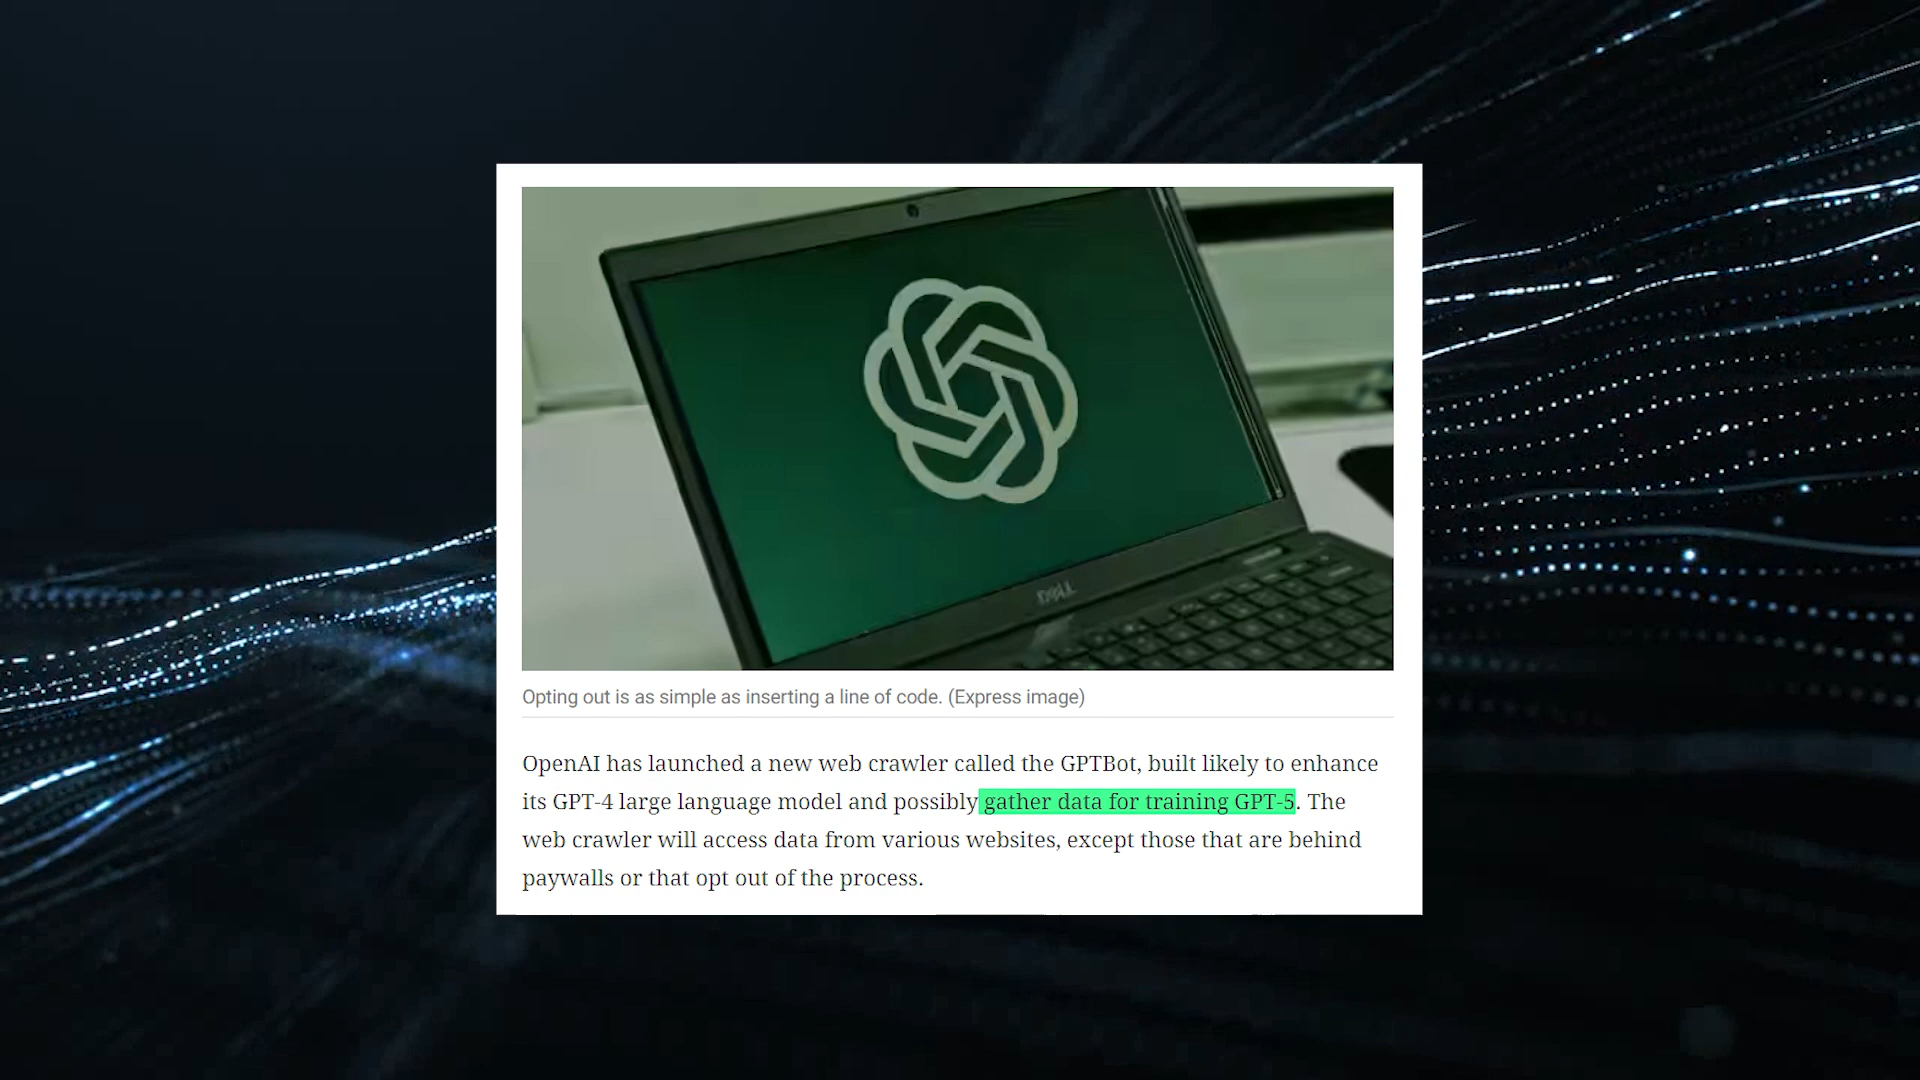 DELL
Opting out is as simple as inserting a line of code. (Express image)
OpenAI has launched a new web crawler called the GPTBot, built likely to enhance
its GPT-4 large language model and possibly gather data for training GPT-5. The
web crawler will access data from various websites, except those that are behind
paywalls or that opt out of the process.